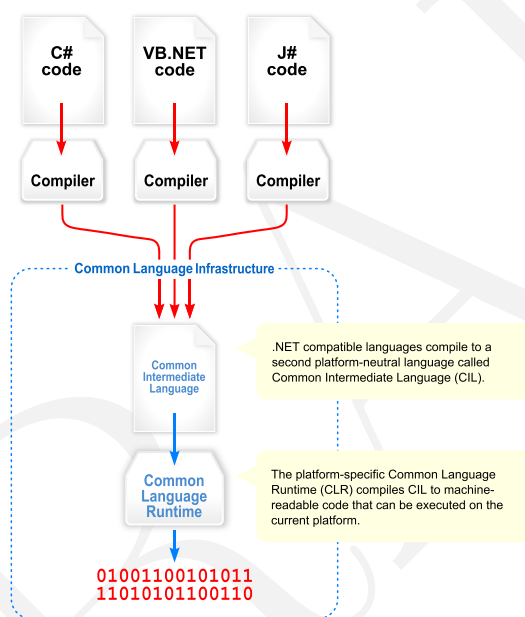 C#
code
VB.NET
code
J#
code
Compiler
Compiler
Compiler
Common Language Infrastructure
Common
Intermediate
Language
.NET compatible languages compile to a
second platform-neutral language called
Common Intermediate Language (CIL).
Common
Language
Runtime
The platform-specific Common Language
Runtime (CLR) compiles CIL to machine-
readable code that can be executed on the
current platform.
01001100101011
11010101100110